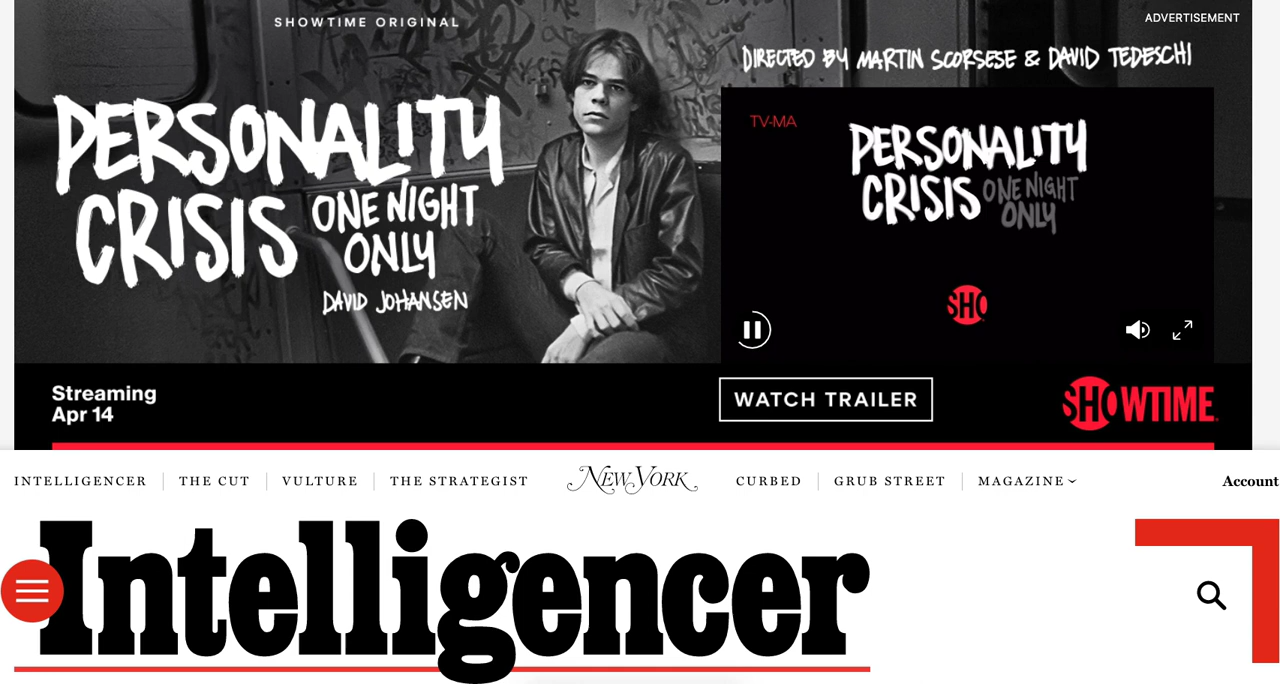 SHOWTIME ORIGINAL
ADVERTISEMENT
DIRECTED BY MARTIN SCORSESE & DAVID TEDESCHI
PERSONALITY
CRISIS ONE NIGHT
ONLY
DAVID JOHANSEN
TV-MA
PERSONALITY
CRISIS ONE NIGHT
ONLY
SHO
Streaming
Apr 14
WATCH TRAILER
SHOWTIME
INTELLIGENCER
THE CUT
VULTURE
THE STRATEGIST
NEW YORK
CURBED
GRUB STREET
MAGAZINE
Account
Intelligencer